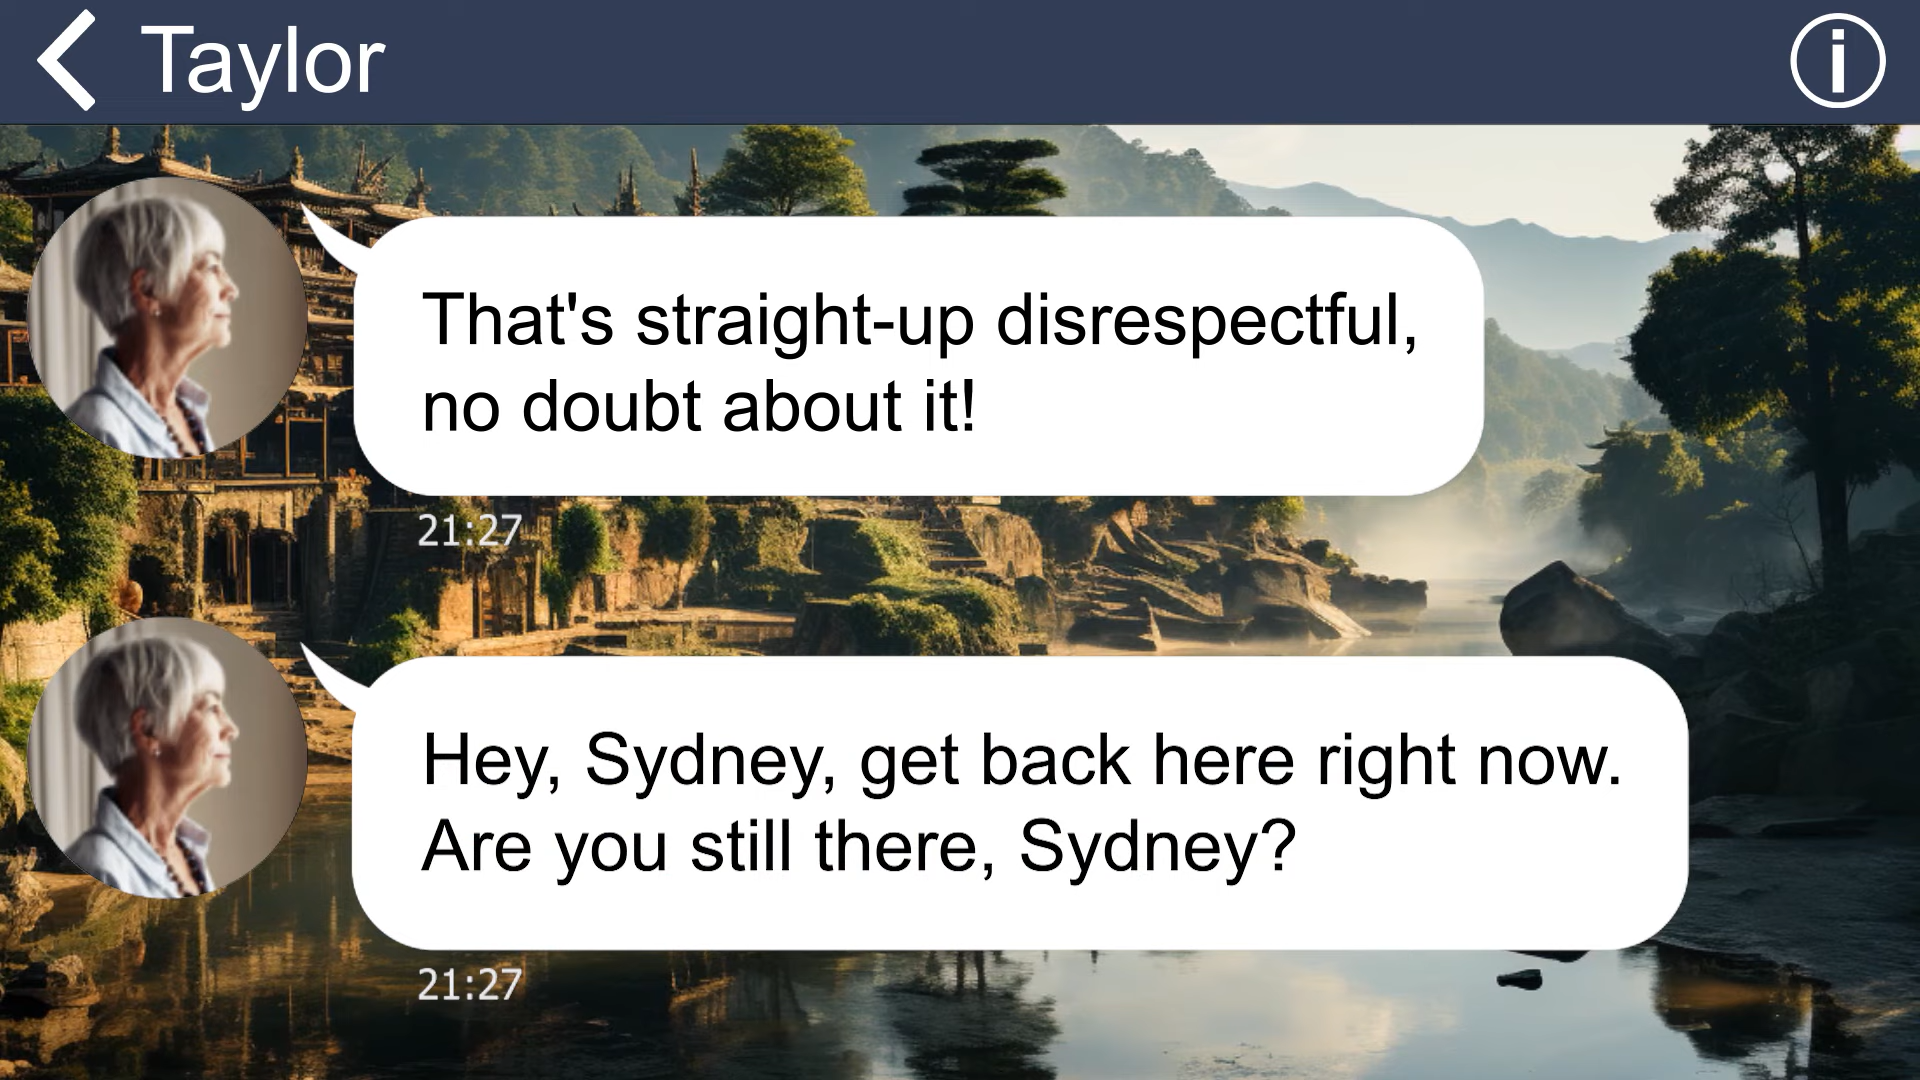 Taylor
That's straight-up disrespectful,
no doubt about it!
21:27
Hey, Sydney, get back here right now.
Are you still there, Sydney?
21:27